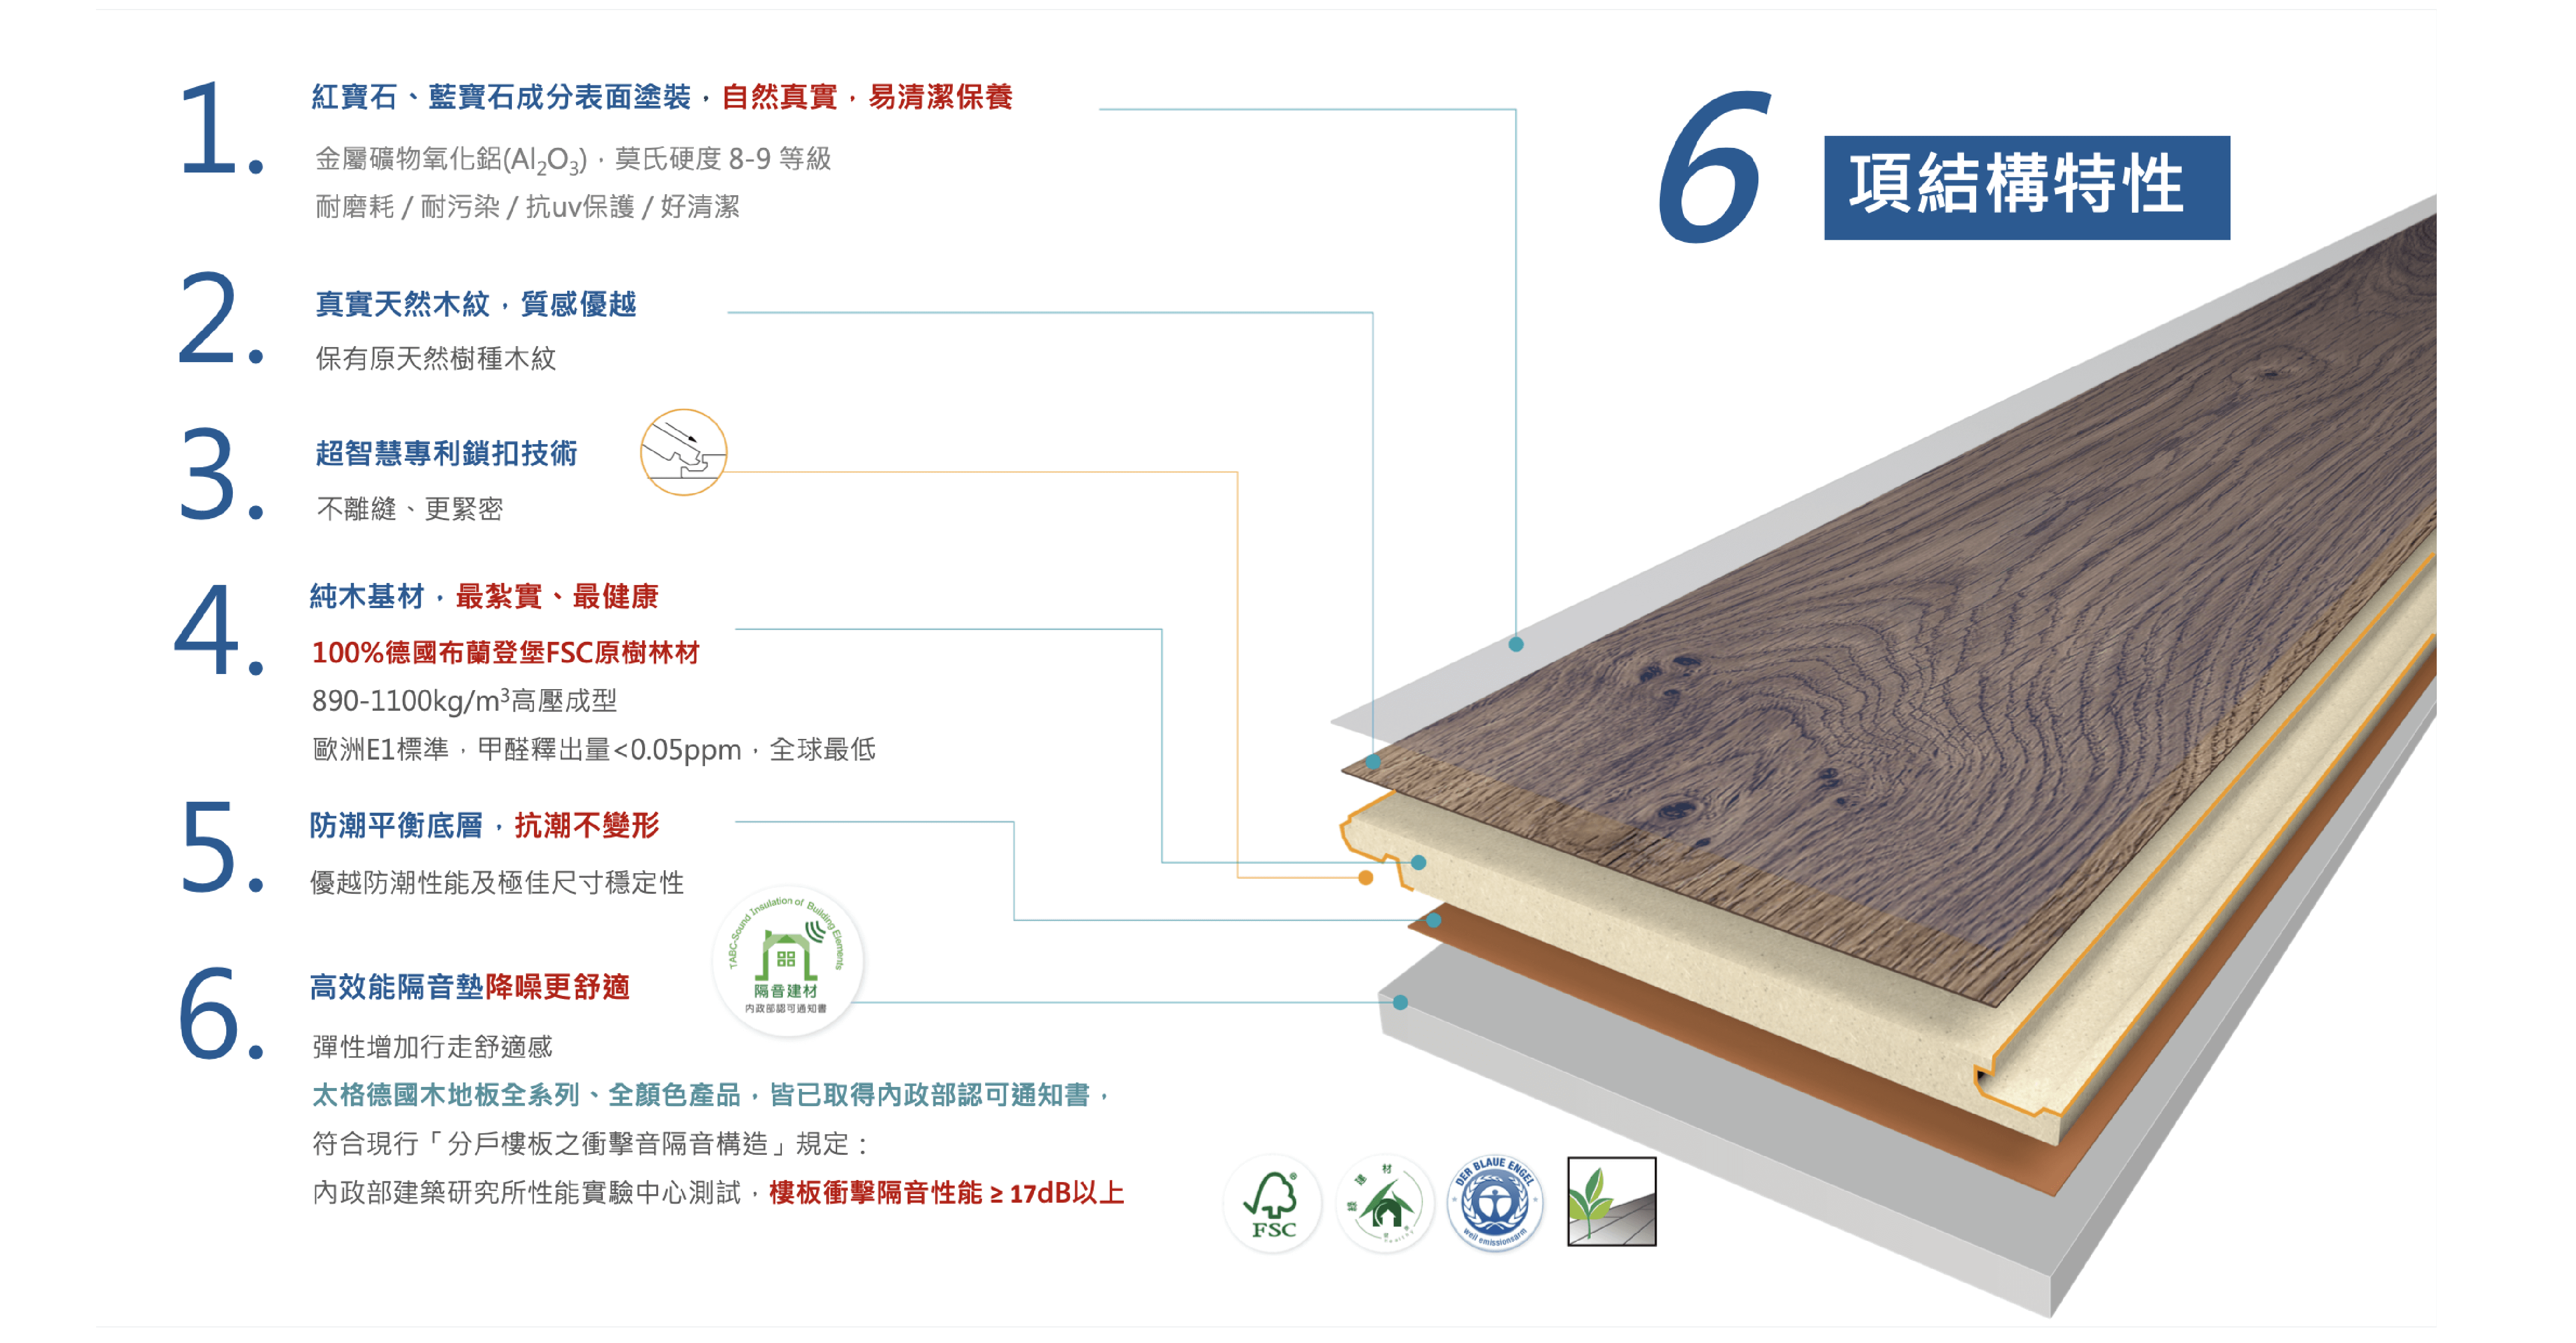 6 項結構特性
1.
紅寶石、藍寶石成分表面塗裝，自然真實，易清潔保養
金屬礦物氧化鋁(Al₂O₃)，莫氏硬度 8-9 等級
耐磨耗 / 耐污染 / 抗uv保護 / 好清潔
2.
真實天然木紋，質感優越
保有原天然樹種木紋
3.
超智慧專利鎖扣技術
不離縫、更緊密
4.
純木基材，最紮實、最健康
100%德國布蘭登堡FSC原樹林材
890-1100kg/m³高壓成型
歐洲E1標準，甲醛釋出量<0.05ppm，全球最低
5.
防潮平衡底層，抗潮不變形
優越防潮性能及極佳尺寸穩定性
6.
高效能隔音墊降噪更舒適
TABC-Sound Insulation of Building Elements
隔音建材
內政部認可通知書
彈性增加行走舒適感
太格德國木地板全系列、全顏色產品，皆已取得內政部認可通知書，
符合現行「分戶樓板之衝擊音隔音構造」規定：
內政部建築研究所性能實驗中心測試，樓板衝擊隔音性能 ≥ 17dB以上
FSC®
綠建材
DER BLAUE ENGEL
weil emissionsarm